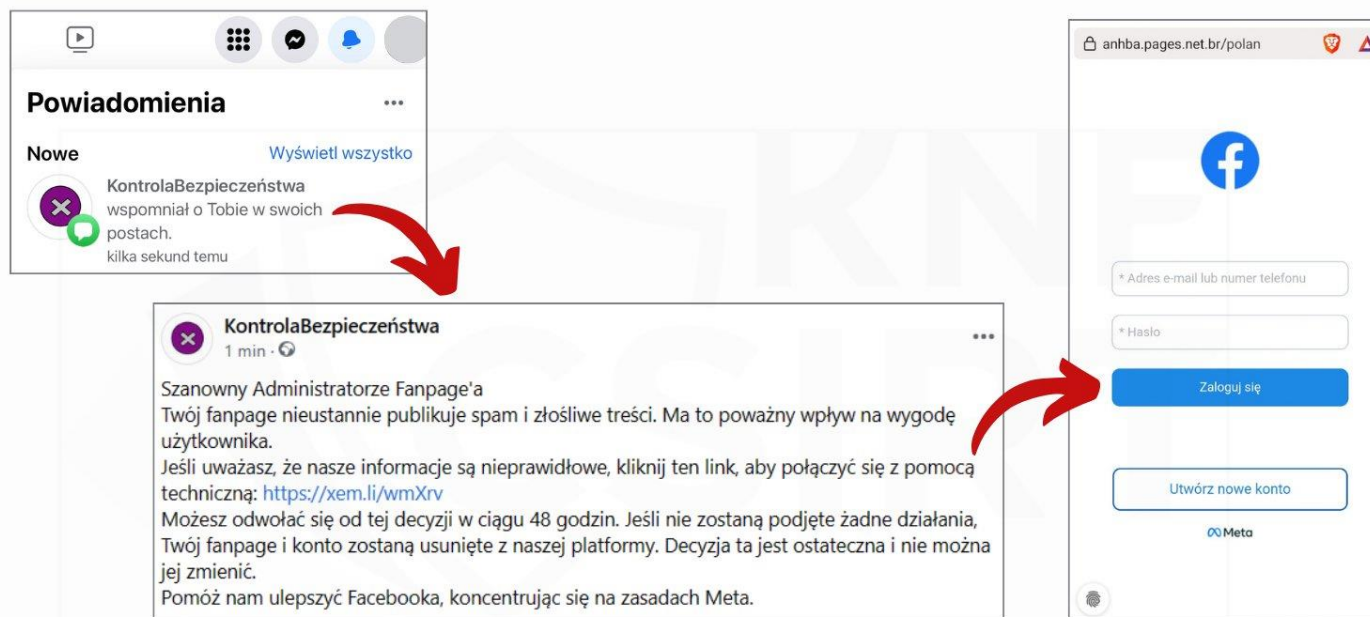 Powiadomienia
Nowe
Wyświetl wszystko
KontrolaBezpieczeństwa
wspomniał o Tobie w swoich
postach.
kilka sekund temu
KontrolaBezpieczeństwa
1 min
Szanowny Administratorze Fanpage'a
Twój fanpage nieustannie publikuje spam i złośliwe treści. Ma to poważny wpływ na wygodę
użytkownika.
Jeśli uważasz, że nasze informacje są nieprawidłowe, kliknij ten link, aby połączyć się z pomocą
techniczną: https://xem.li/wmXrv
Możesz odwołać się od tej decyzji w ciągu 48 godzin. Jeśli nie zostaną podjęte żadne działania,
Twój fanpage i konto zostaną usunięte z naszej platformy. Decyzja ta jest ostateczna i nie można
jej zmienić.
Pomóż nam ulepszyć Facebooka, koncentrując się na zasadach Meta.
anhba.pages.net.br/polan
* Adres e-mail lub numer telefonu
* Hasło
Zaloguj się
Utwórz nowe konto
Meta
KNF
CSIRT